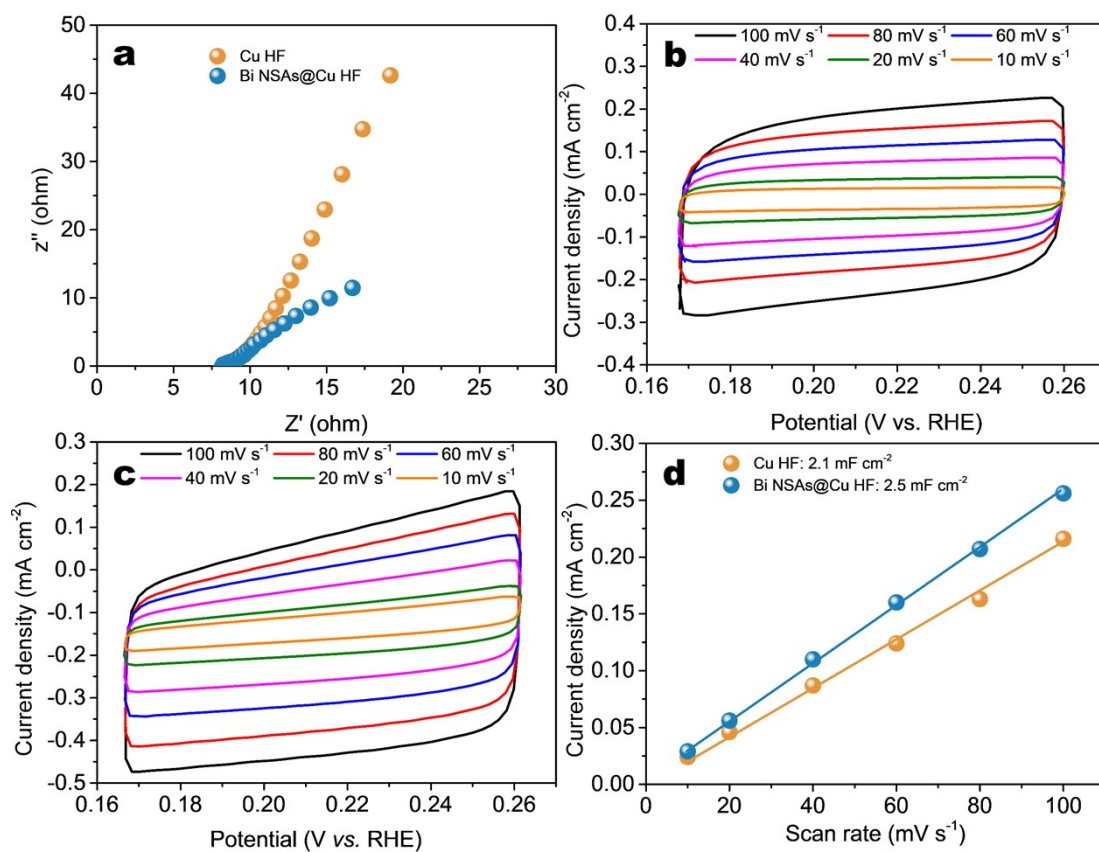 a
Cu HF
Bi NSAs@Cu HF
50
40
30
20
10
0
z'' (ohm)
0 5 10 15 20 25 30
Z' (ohm)
b
100 mV s⁻¹ 80 mV s⁻¹ 60 mV s⁻¹
40 mV s⁻¹ 20 mV s⁻¹ 10 mV s⁻¹
0.4
0.3
0.2
0.1
0.0
-0.1
-0.2
-0.3
-0.4
Current density (mA cm⁻²)
0.16 0.18 0.20 0.22 0.24 0.26
Potential (V vs. RHE)
c
100 mV s⁻¹ 80 mV s⁻¹ 60 mV s⁻¹
40 mV s⁻¹ 20 mV s⁻¹ 10 mV s⁻¹
0.3
0.2
0.1
0.0
-0.1
-0.2
-0.3
-0.4
-0.5
Current density (mA cm⁻²)
0.16 0.18 0.20 0.22 0.24 0.26
Potential (V vs. RHE)
d
Cu HF: 2.1 mF cm⁻²
Bi NSAs@Cu HF: 2.5 mF cm⁻²
0.30
0.25
0.20
0.15
0.10
0.05
0.00
Current density (mA cm⁻²)
0 20 40 60 80 100
Scan rate (mV s⁻¹)